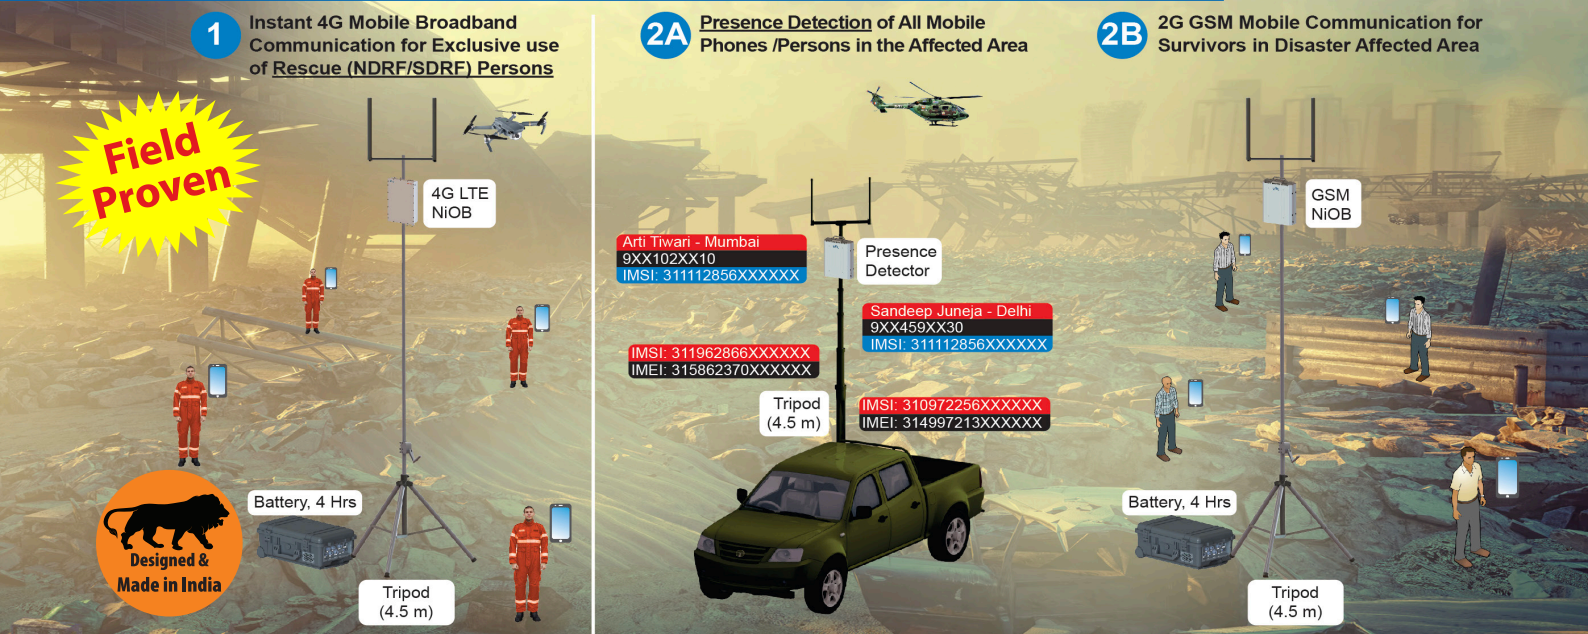 1
Instant 4G Mobile Broadband
Communication for Exclusive use
of Rescue (NDRF/SDRF) Persons
Field
Proven
4G LTE
NiOB
Battery, 4 Hrs
Designed &
Made in India
Tripod
(4.5 m)
2A
Presence Detection of All Mobile
Phones /Persons in the Affected Area
Arti Tiwari - Mumbai
9XX102XX10
IMSI: 311112856XXXXXX
Presence
Detector
Sandeep Juneja - Delhi
9XX459XX30
IMSI: 311112856XXXXXX
IMSI: 311962866XXXXXX
IMEI: 315862370XXXXXX
Tripod
(4.5 m)
IMSI: 310972256XXXXXX
IMEI: 314997213XXXXXX
2B
2G GSM Mobile Communication for
Survivors in Disaster Affected Area
GSM
NiOB
Battery, 4 Hrs
Tripod
(4.5 m)